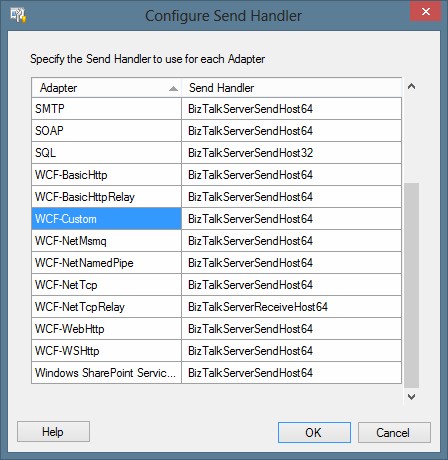 Configure Send Handler
Specify the Send Handler to use for each Adapter
Adapter Send Handler
SMTP BizTalkServerSendHost64
SOAP BizTalkServerSendHost64
SQL BizTalkServerSendHost32
WCF-BasicHttp BizTalkServerSendHost64
WCF-BasicHttpRelay BizTalkServerSendHost64
WCF-Custom BizTalkServerSendHost64
WCF-NetMsmq BizTalkServerSendHost64
WCF-NetNamedPipe BizTalkServerSendHost64
WCF-NetTcp BizTalkServerSendHost64
WCF-NetTcpRelay BizTalkServerReceiveHost64
WCF-WebHttp BizTalkServerSendHost64
WCF-WSHttp BizTalkServerSendHost64
Windows SharePoint Servic... BizTalkServerSendHost64
Help OK Cancel